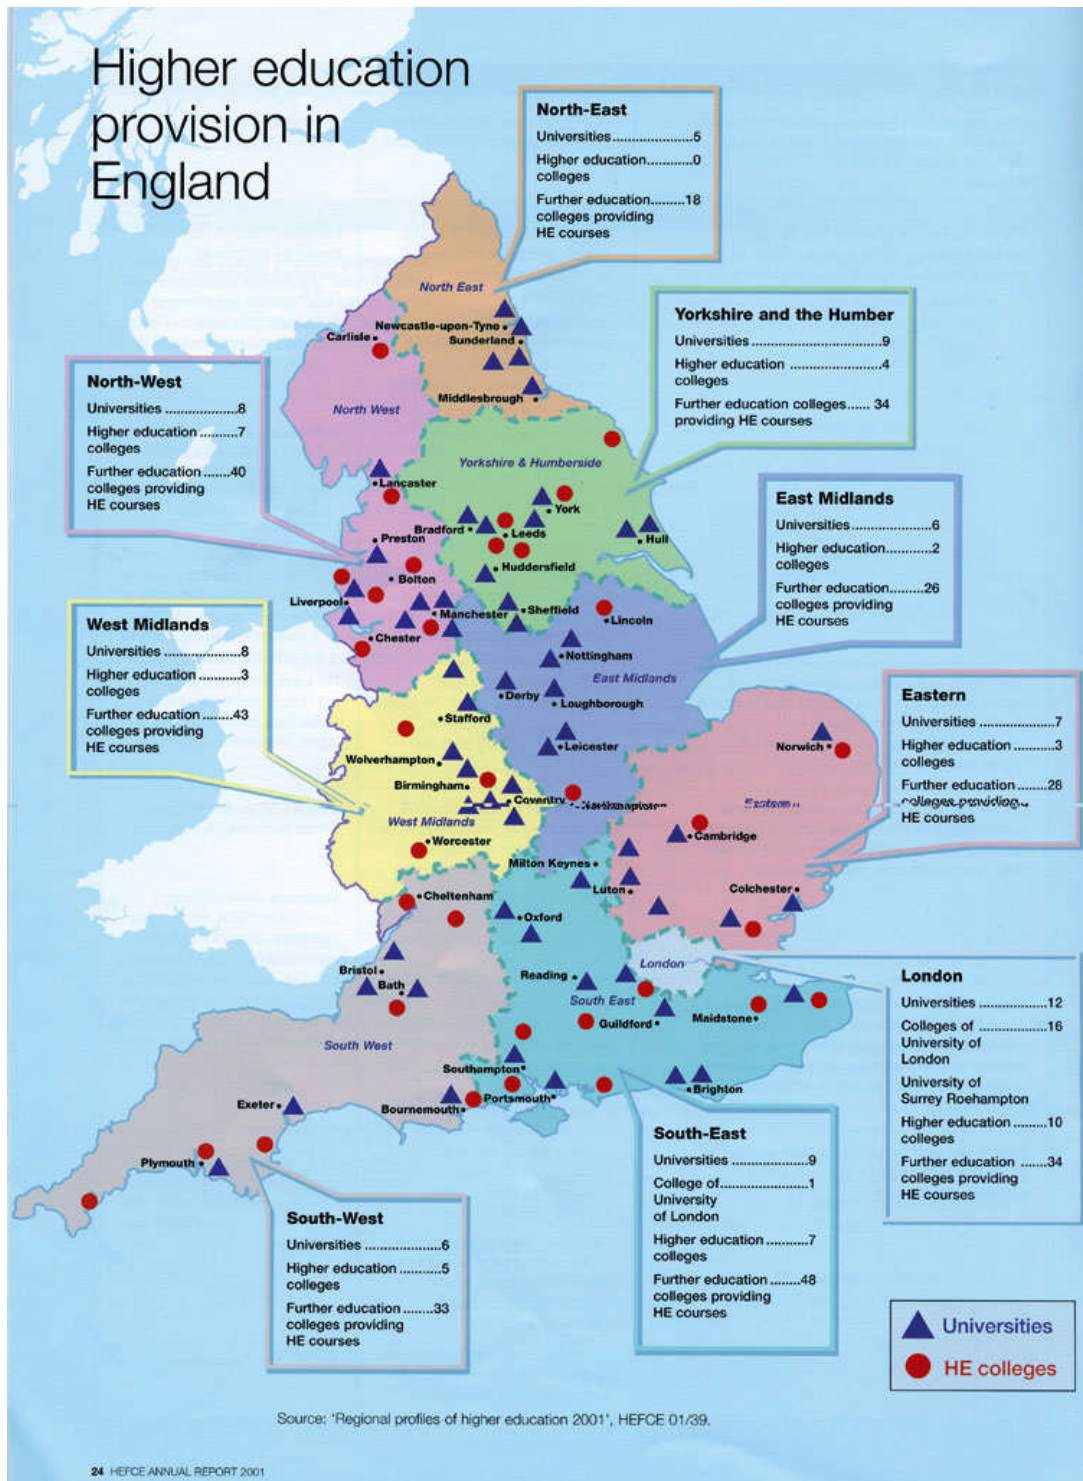 Higher education
provision in
England
North-East
Universities.....................5
Higher education............0
colleges
Further education.........18
colleges providing
HE courses
Yorkshire and the Humber
Universities ..................................9
Higher education ........................4
colleges
Further education colleges...... 34
providing HE courses
North-West
Universities ...................8
Higher education ..........7
colleges
Further education .......40
colleges providing
HE courses
East Midlands
Universities.....................6
Higher education............2
colleges
Further education.........26
colleges providing
HE courses
West Midlands
Universities ....................8
Higher education ...........3
colleges
Further education ........43
colleges providing
HE courses
Eastern
Universities ....................7
Higher education ...........3
colleges
Further education ........28
colleges providing
HE courses
London
Universities ..................12
Colleges of ..................16
University of
London
University of
Surrey Roehampton
Higher education .........10
colleges
Further education .......34
colleges providing
HE courses
South-East
Universities ....................9
College of.......................1
University
of London
Higher education ...........7
colleges
Further education ........48
colleges providing
HE courses
South-West
Universities ....................6
Higher education ...........5
colleges
Further education ........33
colleges providing
HE courses
North East
Newcastle-upon-Tyne
Sunderland
Carlisle
Middlesbrough
North West
Yorkshire & Humberside
Lancaster
York
Bradford
Leeds
Hull
Preston
Huddersfield
Bolton
Liverpool
Manchester
Sheffield
Lincoln
Chester
Nottingham
East Midlands
Derby
Loughborough
Stafford
Leicester
Norwich
Wolverhampton
Birmingham
Coventry
Northampton
Eastern
West Midlands
Worcester
Cambridge
Milton Keynes
Luton
Colchester
Cheltenham
Oxford
London
Bristol
Bath
Reading
South East
Guildford
Maidstone
South West
Southampton
Portsmouth
Brighton
Bournemouth
Exeter
Plymouth
Universities
HE colleges
Source: 'Regional profiles of higher education 2001', HEFCE 01/39.
24 HEFCE ANNUAL REPORT 2001